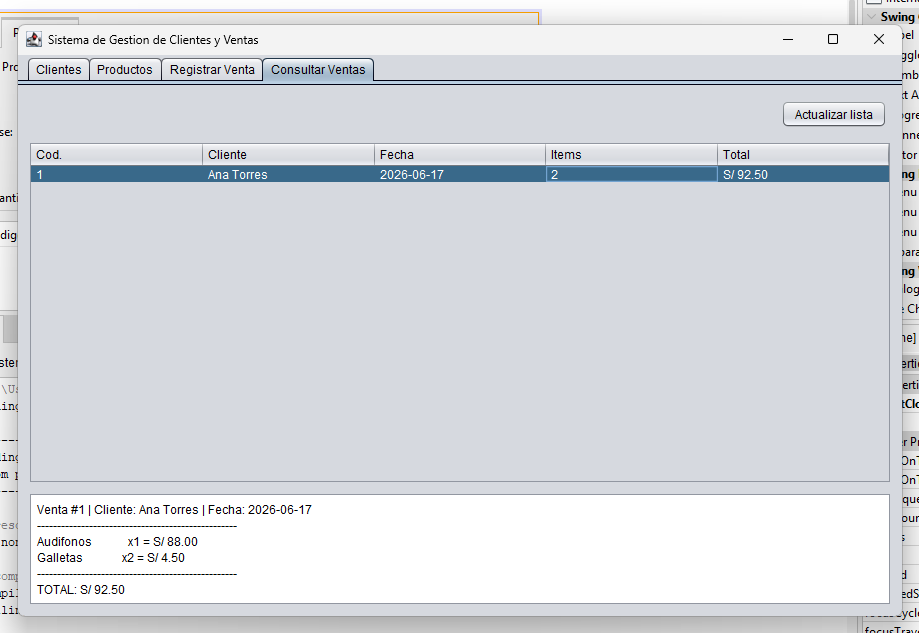 Sistema de Gestion de Clientes y Ventas
Clientes Productos Registrar Venta Consultar Ventas
Actualizar lista
Cod. Cliente Fecha Items Total
1 Ana Torres 2026-06-17 2 S/ 92.50
Venta #1 | Cliente: Ana Torres | Fecha: 2026-06-17
--------------------------------------------------
Audifonos x1 = S/ 88.00
Galletas x2 = S/ 4.50
--------------------------------------------------
TOTAL: S/ 92.50
Swing